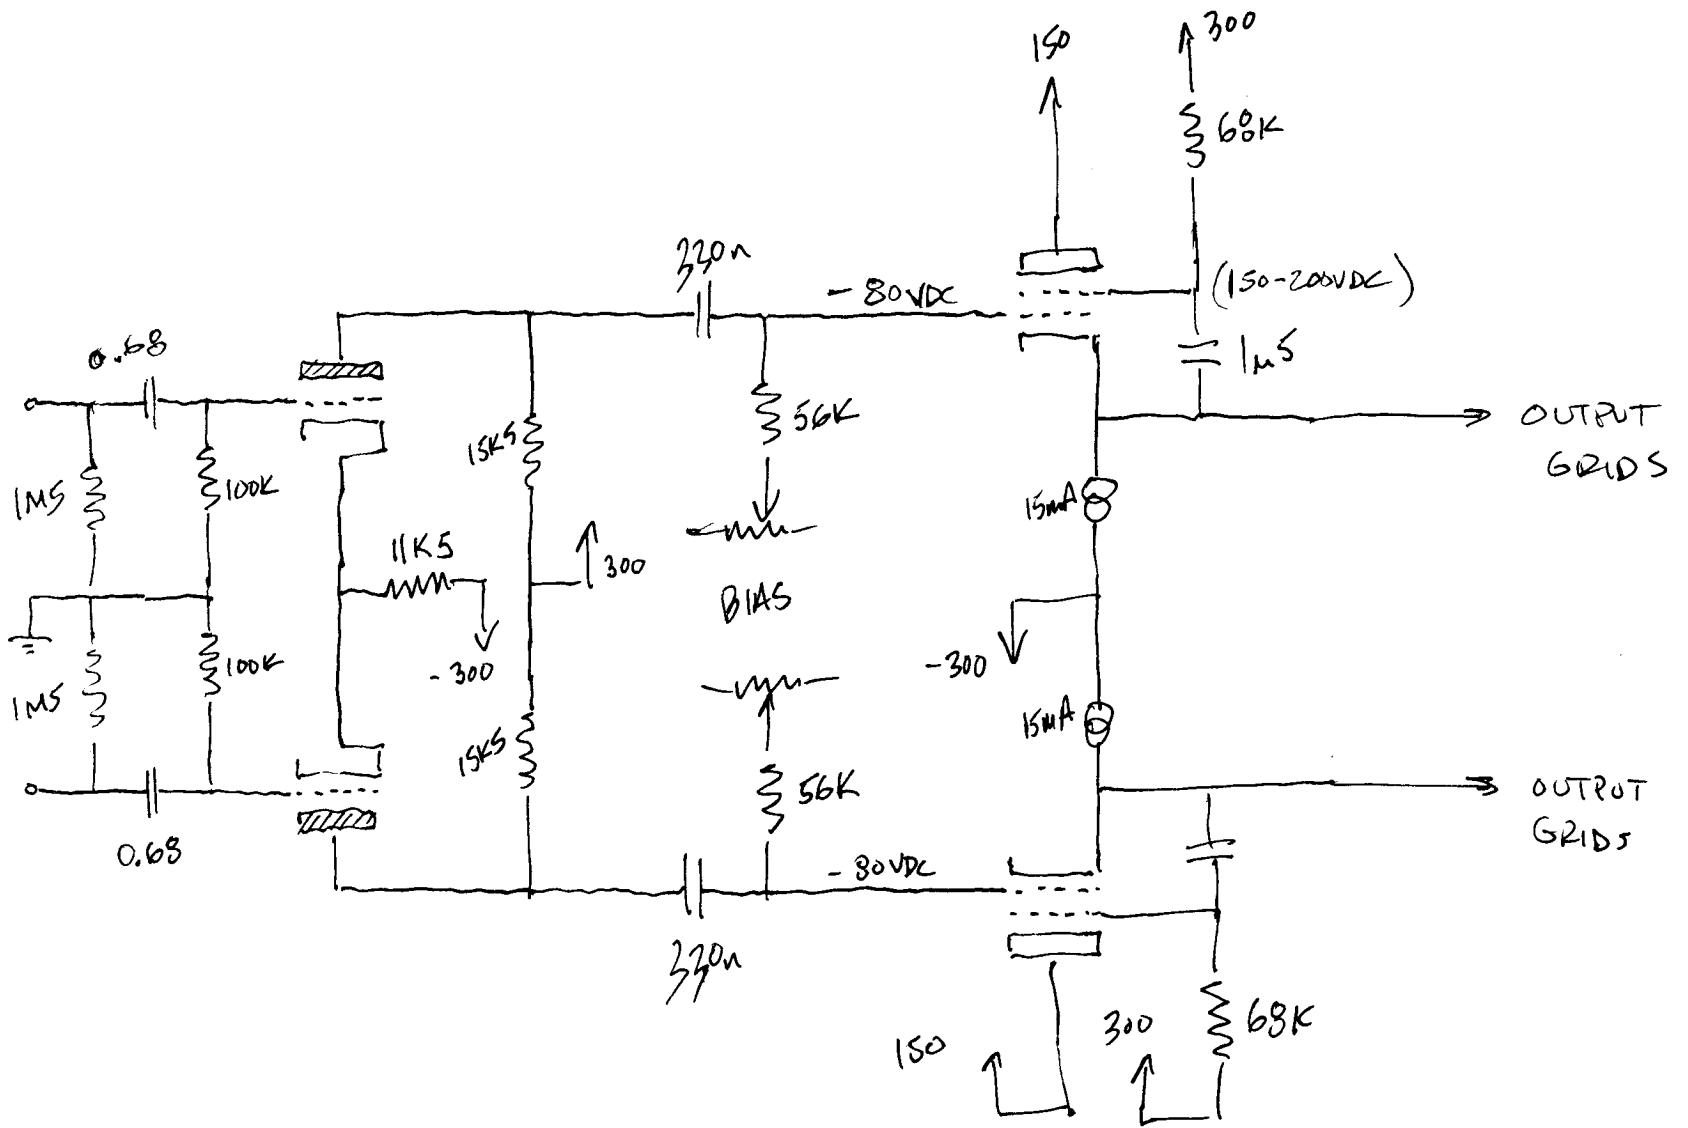 150
300
68K
330n
- 80VDC
(150-200VDC)
0.68
1µ5
15K5
56K
OUTPUT
GRIDS
1M5
100K
15mA
11K5
300
BIAS
-300
-300
1M5
100K
15mA
15K5
56K
OUTPUT
GRIDS
0.68
- 80VDC
330n
150
300
68K